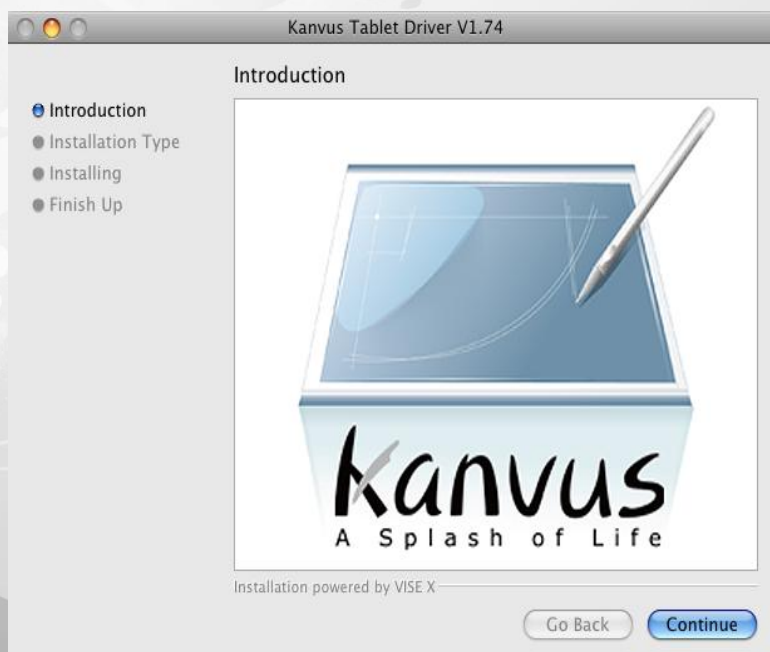 Kanvus Tablet Driver V1.74
Introduction
Introduction
Installation Type
Installing
Finish Up
Kanvus
A Splash of Life
Installation powered by VISE X
Go Back
Continue